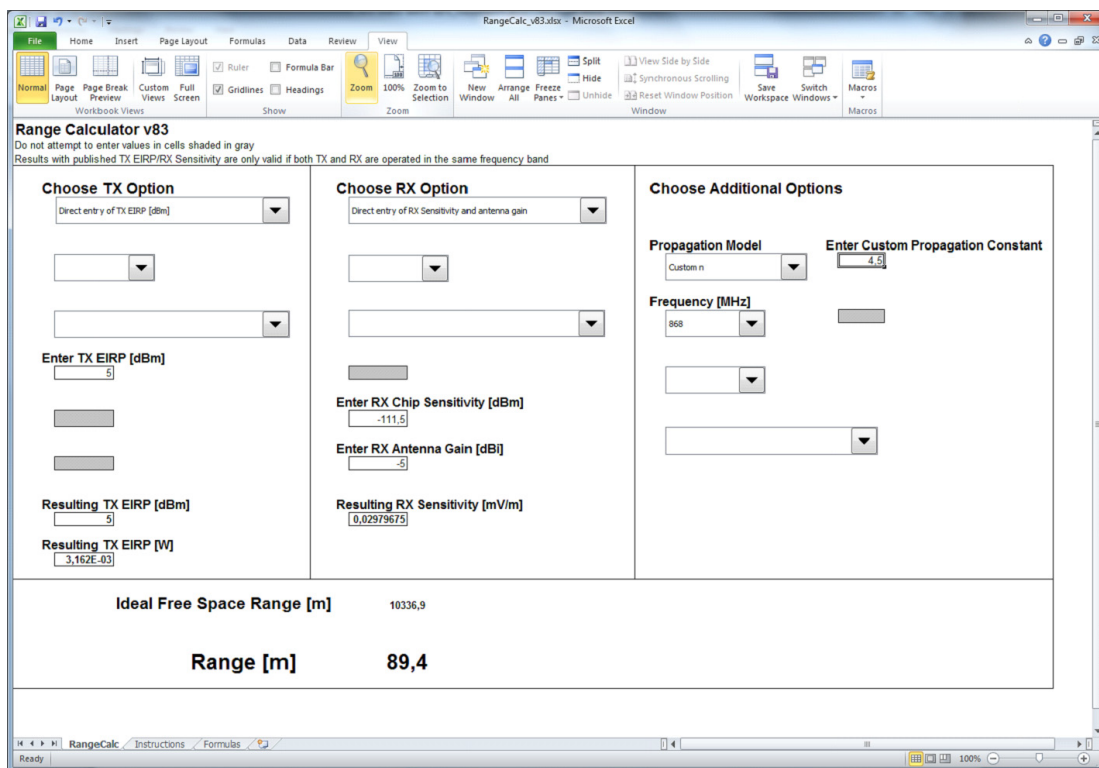 RangeCalc_v83.xlsx - Microsoft Excel
File Home Insert Page Layout Formulas Data Review View
Normal Page Layout Page Break Preview Custom Views Full Screen
Workbook Views
Ruler Formula Bar
Gridlines Headings
Show
Zoom 100% Zoom to Selection
Zoom
New Window Arrange All Freeze Panes
Split
Hide
Unhide
View Side by Side
Synchronous Scrolling
Reset Window Position
Window
Save Workspace Switch Windows
Macros
Macros
Range Calculator v83
Do not attempt to enter values in cells shaded in gray
Results with published TX EIRP/RX Sensitivity are only valid if both TX and RX are operated in the same frequency band
Choose TX Option
Direct entry of TX EIRP [dBm]
Enter TX EIRP [dBm]
5
Resulting TX EIRP [dBm]
5
Resulting TX EIRP [W]
3,162E-03
Choose RX Option
Direct entry of RX Sensitivity and antenna gain
Enter RX Chip Sensitivity [dBm]
-111,5
Enter RX Antenna Gain [dBi]
-5
Resulting RX Sensitivity [mV/m]
0,02979675
Choose Additional Options
Propagation Model
Custom n
Enter Custom Propagation Constant
4,5
Frequency [MHz]
868
Ideal Free Space Range [m] 10336,9
Range [m] 89,4
RangeCalc Instructions Formulas
Ready 100%